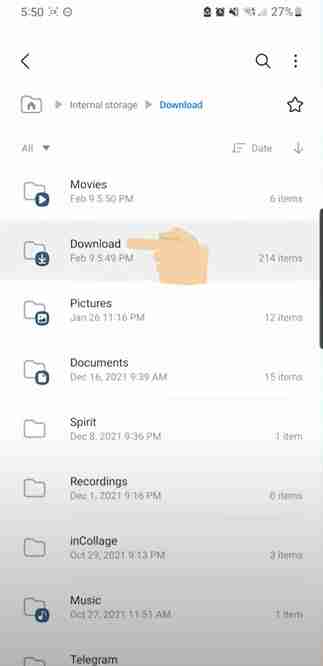 5:50 27%
Internal storage Download
All Date
Movies
Feb 9 5:50 PM 6 items
Download
Feb 9 5:49 PM 214 items
Pictures
Jan 26 11:16 PM 12 items
Documents
Dec 16, 2021 9:39 AM 15 items
Spirit
Dec 8, 2021 9:36 PM 1 item
Recordings
Dec 1, 2021 9:16 PM
inCollage
Oct 29, 2021 9:13 PM 3 items
Music
Oct 27, 2021 11:51 AM 1 item
Telegram